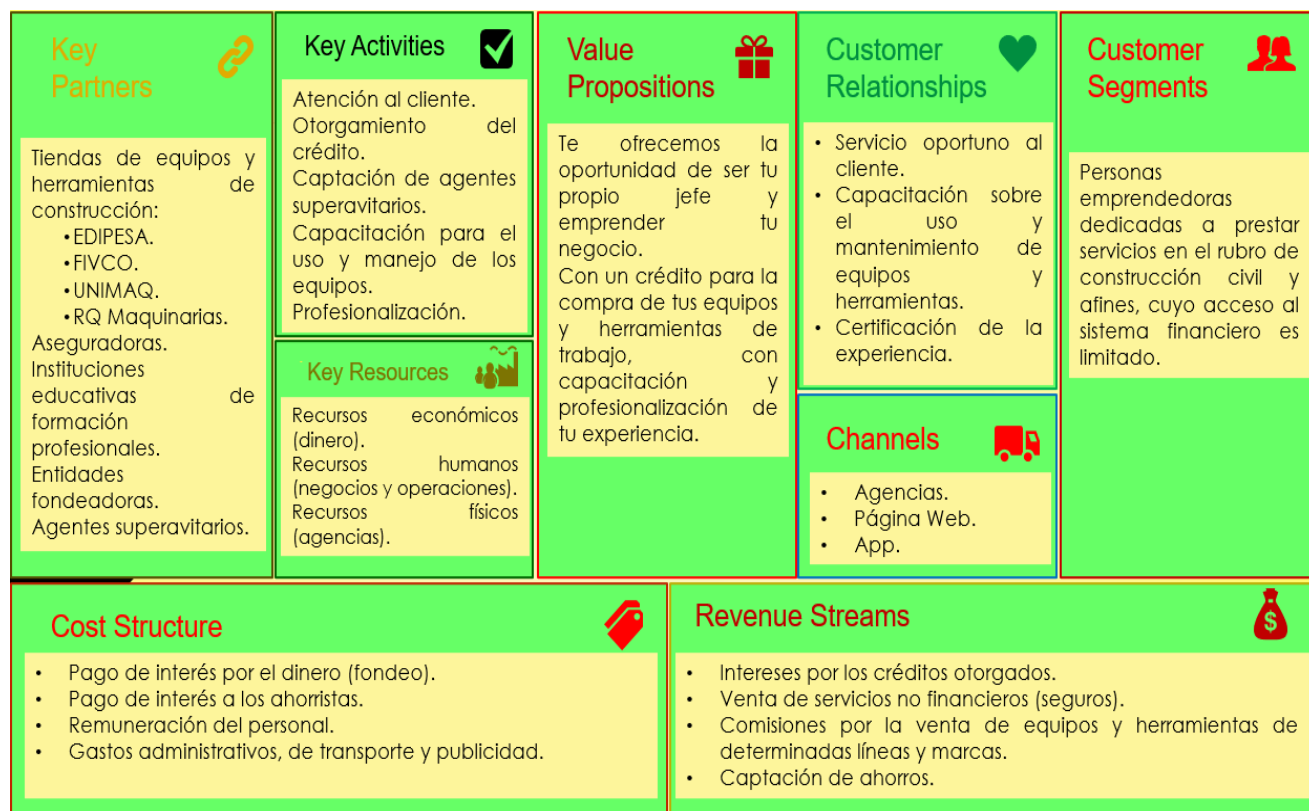 Key
Partners
Tiendas de equipos y
herramientas de
construcción:
•EDIPESA.
•FIVCO.
•UNIMAQ.
•RQ Maquinarias.
Aseguradoras.
Instituciones
educativas de
formación
profesionales.
Entidades
fondeadoras.
Agentes superavitarios.
Key Activities
Atención al cliente.
Otorgamiento del
crédito.
Captación de agentes
superavitarios.
Capacitación para el
uso y manejo de los
equipos.
Profesionalización.
Key Resources
Recursos económicos
(dinero).
Recursos humanos
(negocios y operaciones).
Recursos físicos
(agencias).
Value
Propositions
Te ofrecemos la
oportunidad de ser tu
propio jefe y
emprender tu
negocio.
Con un crédito para la
compra de tus equipos
y herramientas de
trabajo, con
capacitación y
profesionalización de
tu experiencia.
Customer
Relationships
• Servicio oportuno al
cliente.
• Capacitación sobre
el uso y
mantenimiento de
equipos y
herramientas.
• Certificación de la
experiencia.
Channels
• Agencias.
• Página Web.
• App.
Customer
Segments
Personas
emprendedoras
dedicadas a prestar
servicios en el rubro de
construcción civil y
afines, cuyo acceso al
sistema financiero es
limitado.
Cost Structure
• Pago de interés por el dinero (fondeo).
• Pago de interés a los ahorristas.
• Remuneración del personal.
• Gastos administrativos, de transporte y publicidad.
Revenue Streams
$
• Intereses por los créditos otorgados.
• Venta de servicios no financieros (seguros).
• Comisiones por la venta de equipos y herramientas de
determinadas líneas y marcas.
• Captación de ahorros.